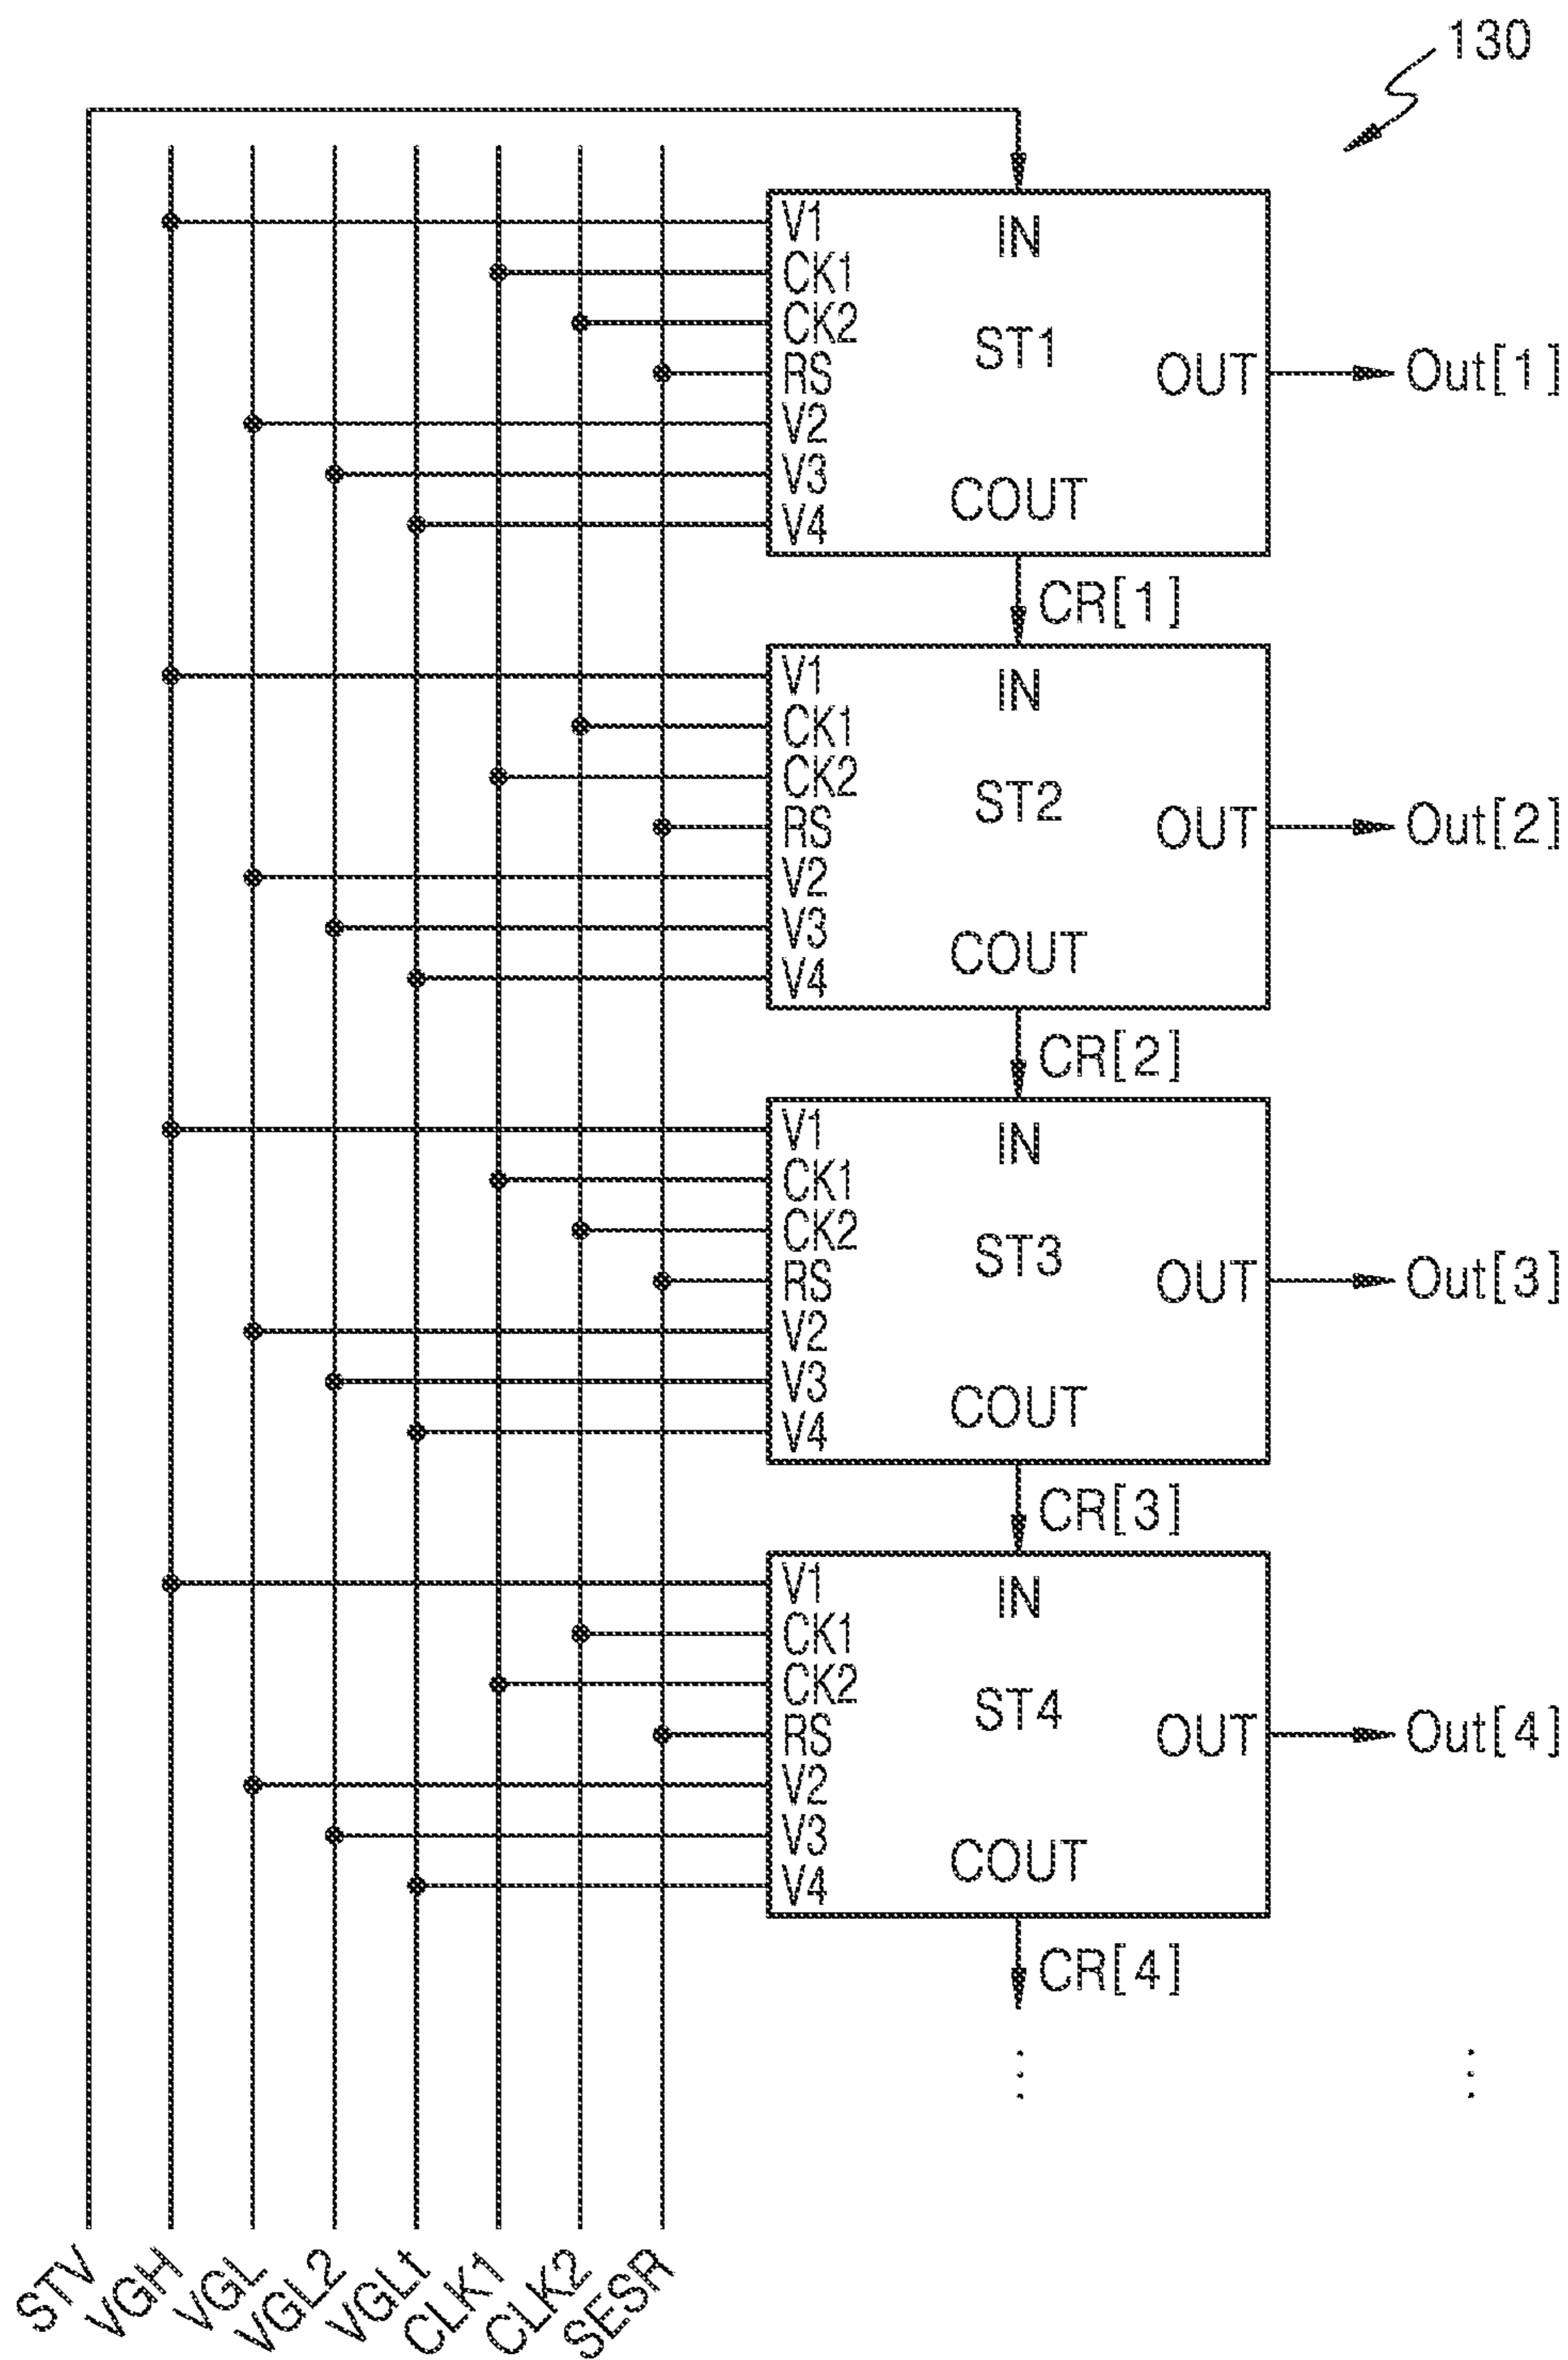 130
V1
IN
CK1
CK2
ST1
RS
OUT
Out[1]
V2
V3
COUT
V4
CR[1]
V1
IN
CK1
CK2
ST2
RS
OUT
Out[2]
V2
V3
COUT
V4
CR[2]
V1
IN
CK1
CK2
ST3
RS
OUT
Out[3]
V2
V3
COUT
V4
CR[3]
V1
IN
CK1
CK2
ST4
RS
OUT
Out[4]
V2
V3
COUT
V4
CR[4]
STV
VGH
VGL
VGL2
VGLt
CLK1
CLK2
SESR